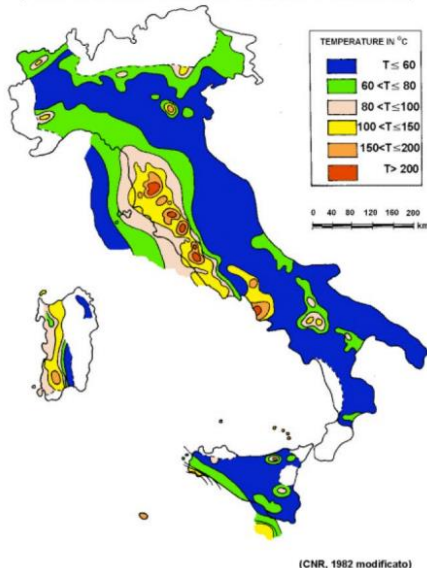 TEMPERATURE IN °C
T ≤ 60
60 <T ≤ 80
80 <T≤100
100 <T≤150
150<T≤200
T> 200
0 40 80 120 160 200
km
(CNR, 1982 modificato)